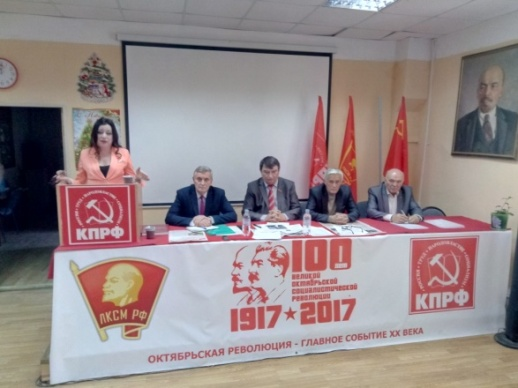 КПРФ
ЛКСМ РФ
100
ВЕЛИКОЙ
ОКТЯБРЬСКОЙ
СОЦИАЛИСТИЧЕСКОЙ
РЕВОЛЮЦИИ
1917★2017
ОКТЯБРЬСКАЯ РЕВОЛЮЦИЯ - ГЛАВНОЕ СОБЫТИЕ XX ВЕКА
КПРФ